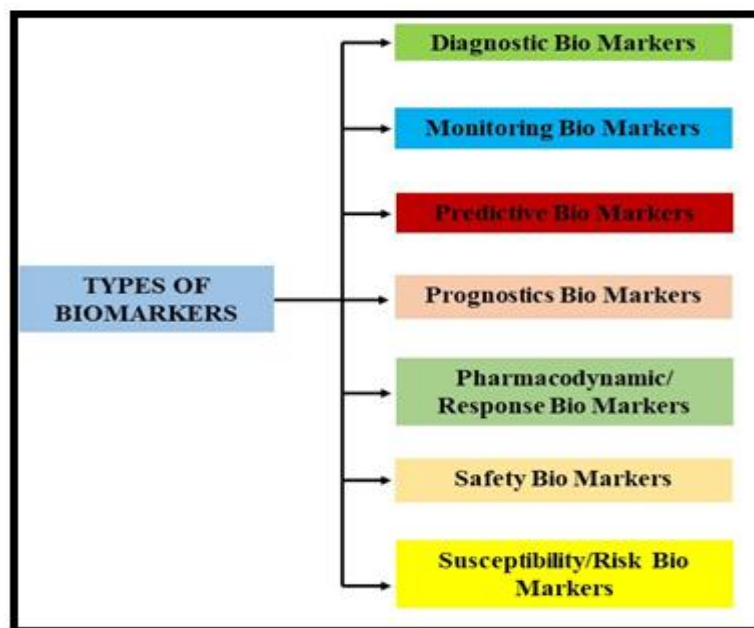 Diagnostic Bio Markers
Monitoring Bio Markers
Predictive Bio Markers
TYPES OF
BIOMARKERS
Prognostics Bio Markers
Pharmacodynamic/
Response Bio Markers
Safety Bio Markers
Susceptibility/Risk Bio
Markers